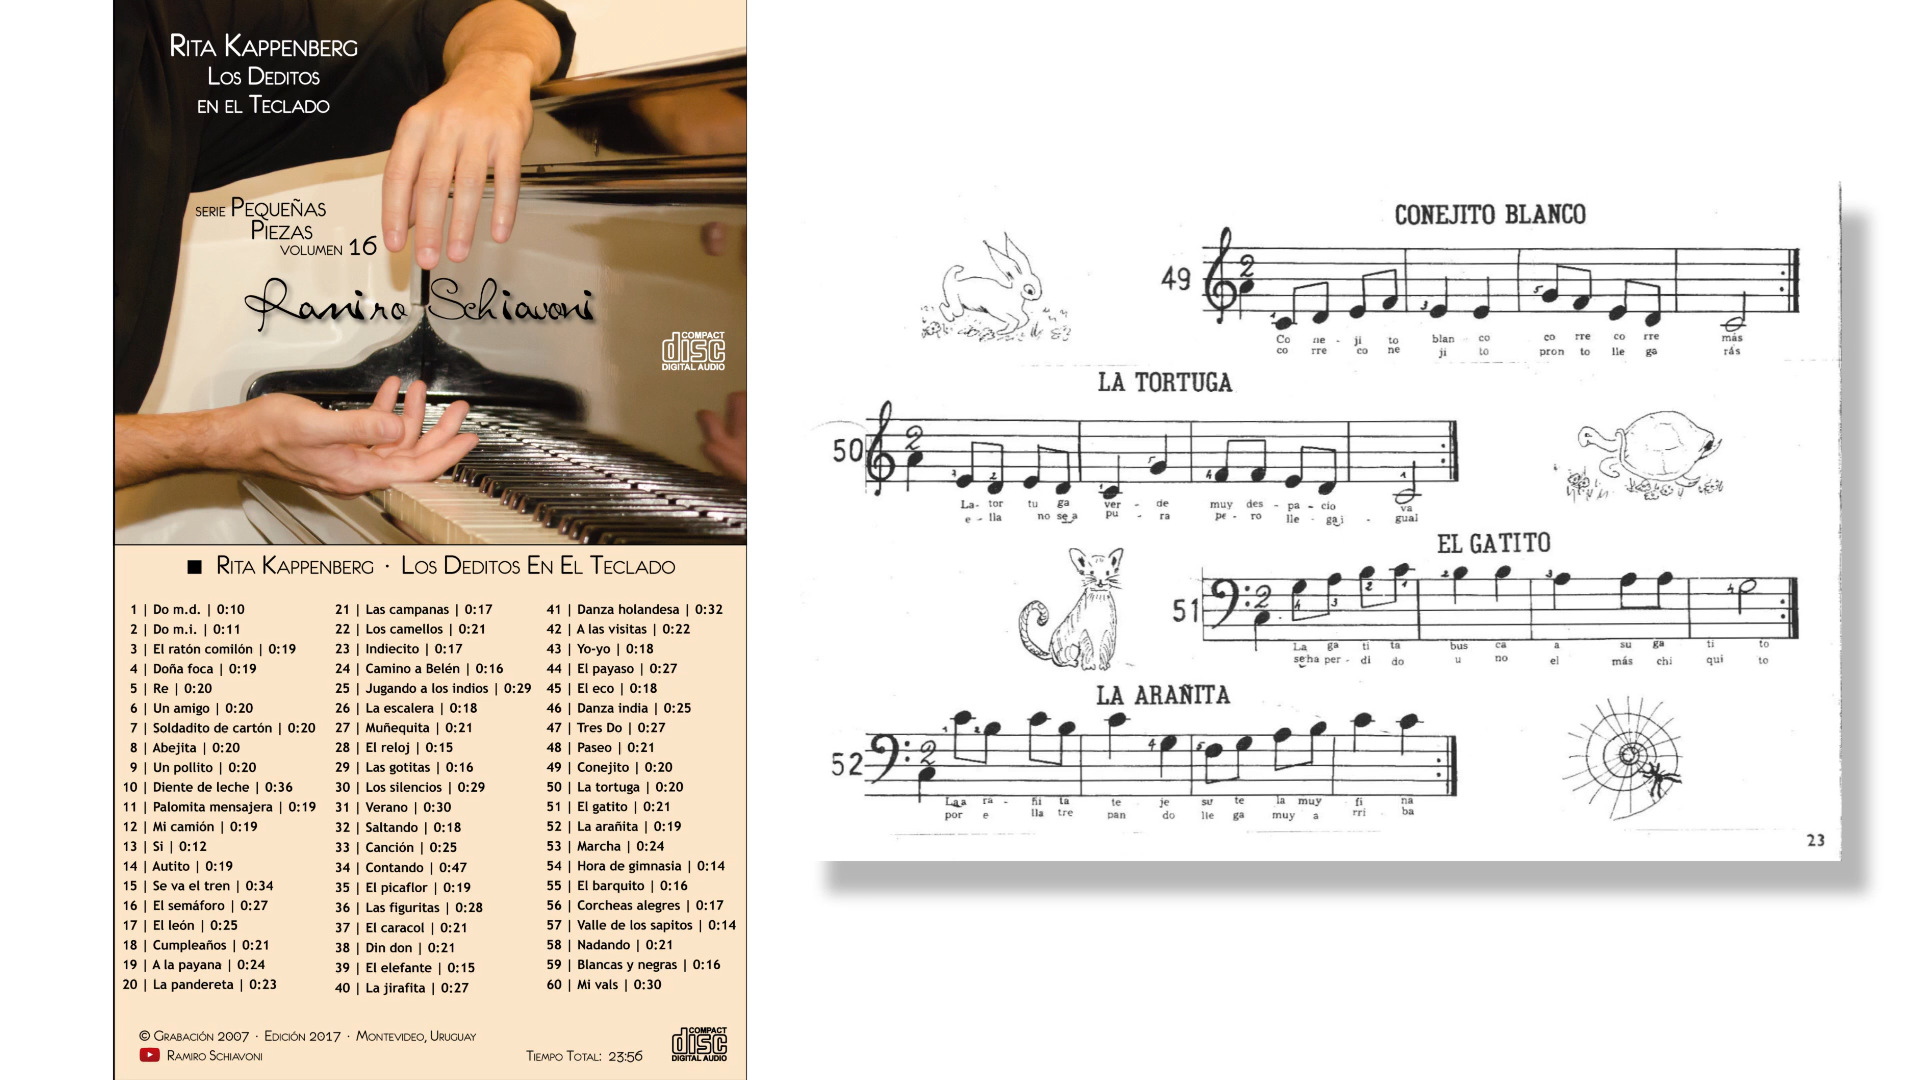 Rita Kappenberg
Los Deditos
en el Teclado
serie Pequeñas
Piezas
volumen 16
Ramiro Schiavoni
COMPACT
disc
DIGITAL AUDIO
■ Rita Kappenberg · Los Deditos En El Teclado
1 | Do m.d. | 0:10
2 | Do m.i. | 0:11
3 | El ratón comilón | 0:19
4 | Doña foca | 0:19
5 | Re | 0:20
6 | Un amigo | 0:20
7 | Soldadito de cartón | 0:20
8 | Abejita | 0:20
9 | Un pollito | 0:20
10 | Diente de leche | 0:36
11 | Palomita mensajera | 0:19
12 | Mi camión | 0:19
13 | Si | 0:12
14 | Autito | 0:19
15 | Se va el tren | 0:34
16 | El semáforo | 0:27
17 | El león | 0:25
18 | Cumpleaños | 0:21
19 | A la payana | 0:24
20 | La pandereta | 0:23
21 | Las campanas | 0:17
22 | Los camellos | 0:21
23 | Indiecito | 0:17
24 | Camino a Belén | 0:16
25 | Jugando a los indios | 0:29
26 | La escalera | 0:18
27 | Muñequita | 0:21
28 | El reloj | 0:15
29 | Las gotitas | 0:16
30 | Los silencios | 0:29
31 | Verano | 0:30
32 | Saltando | 0:18
33 | Canción | 0:25
34 | Contando | 0:47
35 | El picaflor | 0:19
36 | Las figuritas | 0:28
37 | El caracol | 0:21
38 | Din don | 0:21
39 | El elefante | 0:15
40 | La jirafita | 0:27
41 | Danza holandesa | 0:32
42 | A las visitas | 0:22
43 | Yo-yo | 0:18
44 | El payaso | 0:27
45 | El eco | 0:18
46 | Danza india | 0:25
47 | Tres Do | 0:27
48 | Paseo | 0:21
49 | Conejito | 0:20
50 | La tortuga | 0:20
51 | El gatito | 0:21
52 | La arañita | 0:19
53 | Marcha | 0:24
54 | Hora de gimnasia | 0:14
55 | El barquito | 0:16
56 | Corcheas alegres | 0:17
57 | Valle de los sapitos | 0:14
58 | Nadando | 0:21
59 | Blancas y negras | 0:16
60 | Mi vals | 0:30
© Grabación 2007 · Edición 2017 · Montevideo, Uruguay
Ramiro Schiavoni
Tiempo Total: 23:56
COMPACT
disc
DIGITAL AUDIO
CONEJITO BLANCO
49
Co ne - ji to blan - co co rre co rre más
co rre co ne ji to pron to lle ga rás
LA TORTUGA
50
La- tor tu ga ver - de muy des - pa - cio va
e - lla no se a pu - ra pe - ro lle - ga i - gual
EL GATITO
51
La ga ti ta bus ca a su ga ti to
se ha per - di do u no el más chi qui to
LA ARAÑITA
52
La a ra - ñi ta te je su te la muy fi na
por e lla tre pan do lle ga muy a rri ba
23